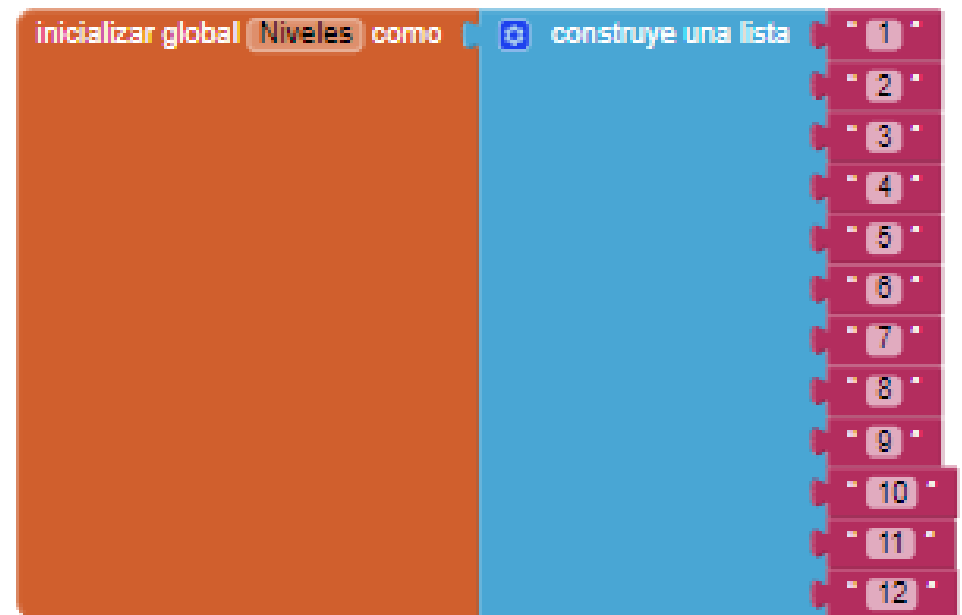 inicializar global Niveles como construye una lista " 1 "
" 2 "
" 3 "
" 4 "
" 5 "
" 6 "
" 7 "
" 8 "
" 9 "
" 10 "
" 11 "
" 12 "